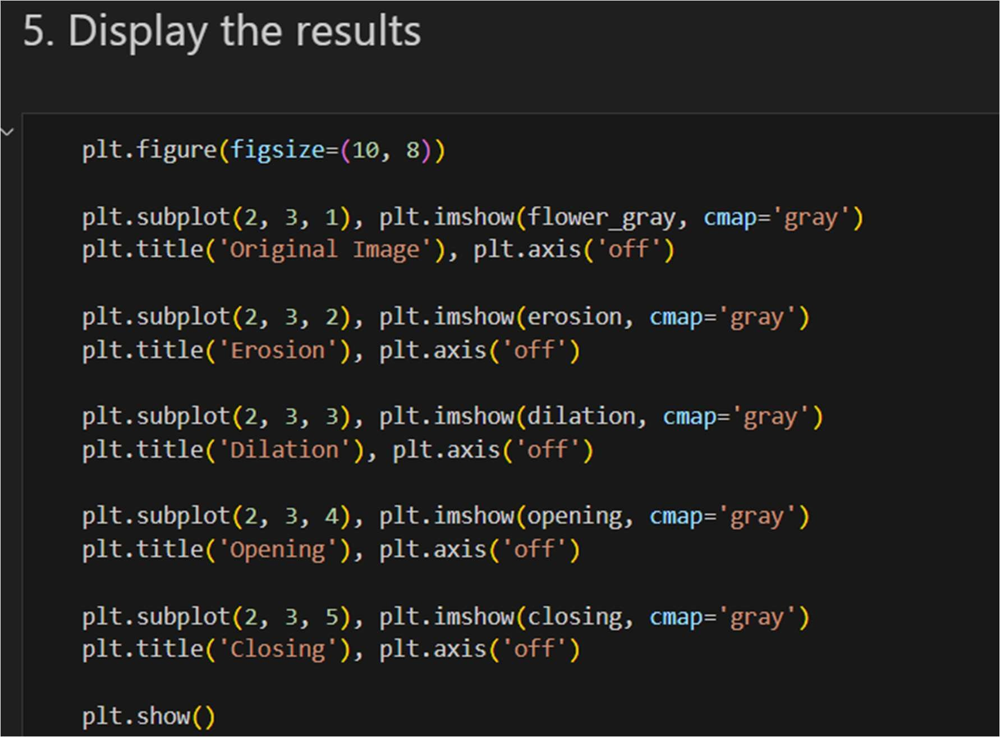 5. Display the results
plt.figure(figsize=(10, 8))
plt.subplot(2, 3, 1), plt.imshow(flower_gray, cmap='gray')
plt.title('Original Image'), plt.axis('off')
plt.subplot(2, 3, 2), plt.imshow(erosion, cmap='gray')
plt.title('Erosion'), plt.axis('off')
plt.subplot(2, 3, 3), plt.imshow(dilation, cmap='gray')
plt.title('Dilation'), plt.axis('off')
plt.subplot(2, 3, 4), plt.imshow(opening, cmap='gray')
plt.title('Opening'), plt.axis('off')
plt.subplot(2, 3, 5), plt.imshow(closing, cmap='gray')
plt.title('Closing'), plt.axis('off')
plt.show()